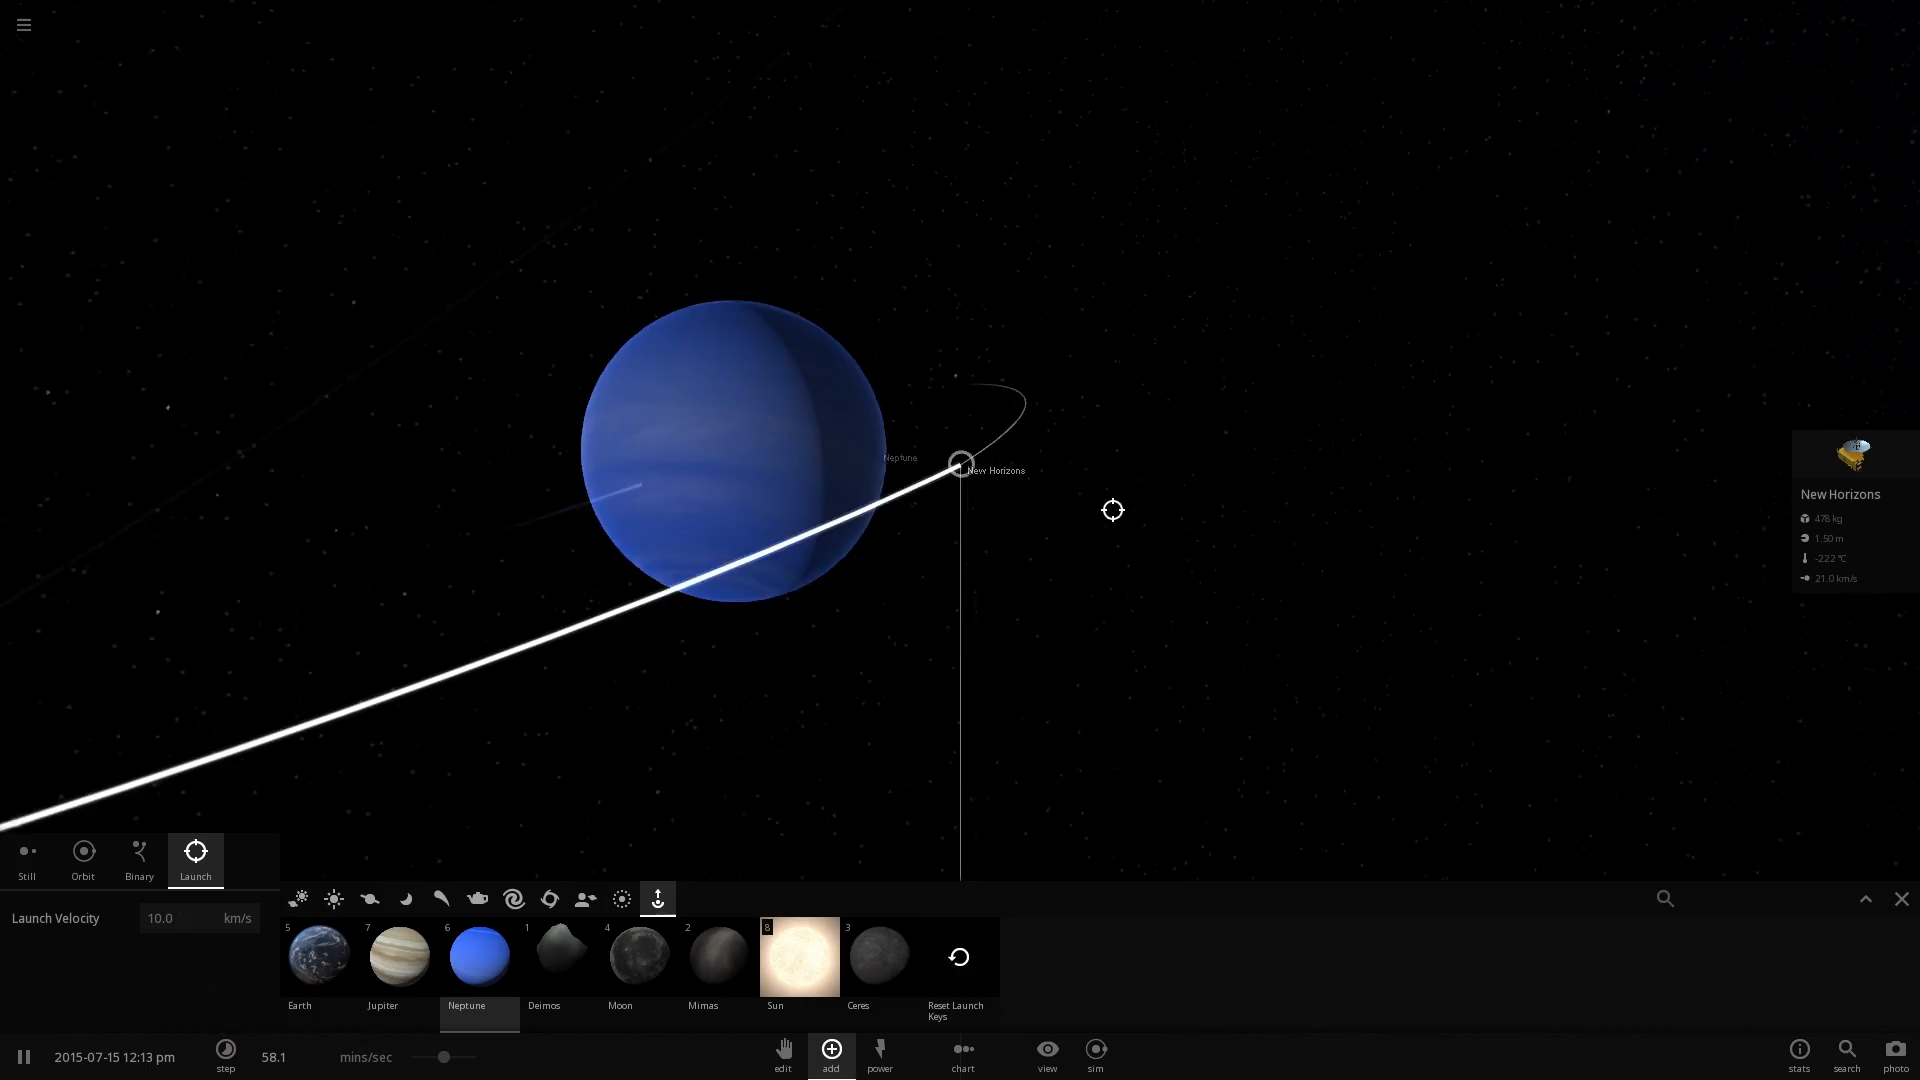 Neptune
New Horizons
New Horizons
478 kg
1.50 m
-222 °C
21.0 km/s
Still
Orbit
Binary
Launch
Launch Velocity
10.0
km/s
5
7
6
1
4
2
8
3
Earth
Jupiter
Neptune
Deimos
Moon
Mimas
Sun
Ceres
Reset Launch
Keys
2015-07-15 12:13 pm
step
58.1
mins/sec
edit
add
power
chart
view
sim
stats
search
photo